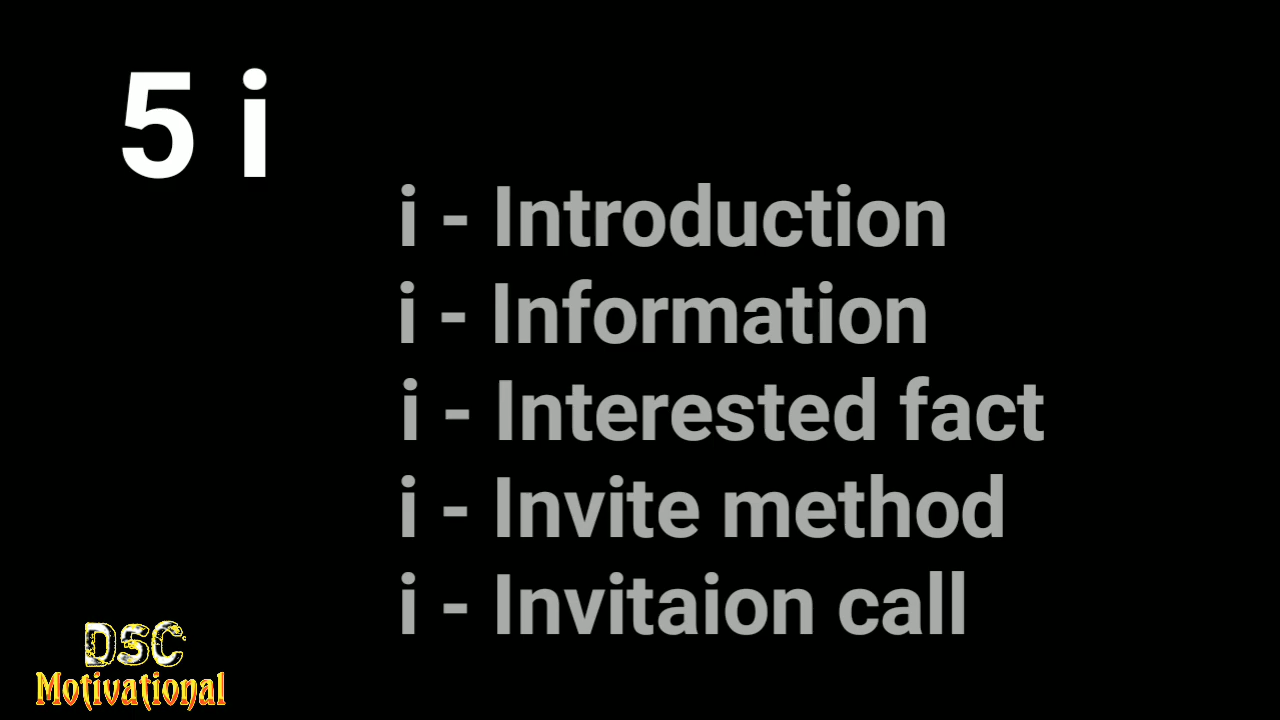 5 i
i - Introduction
i - Information
i - Interested fact
i - Invite method
i - Invitaion call
DSC
Motivational